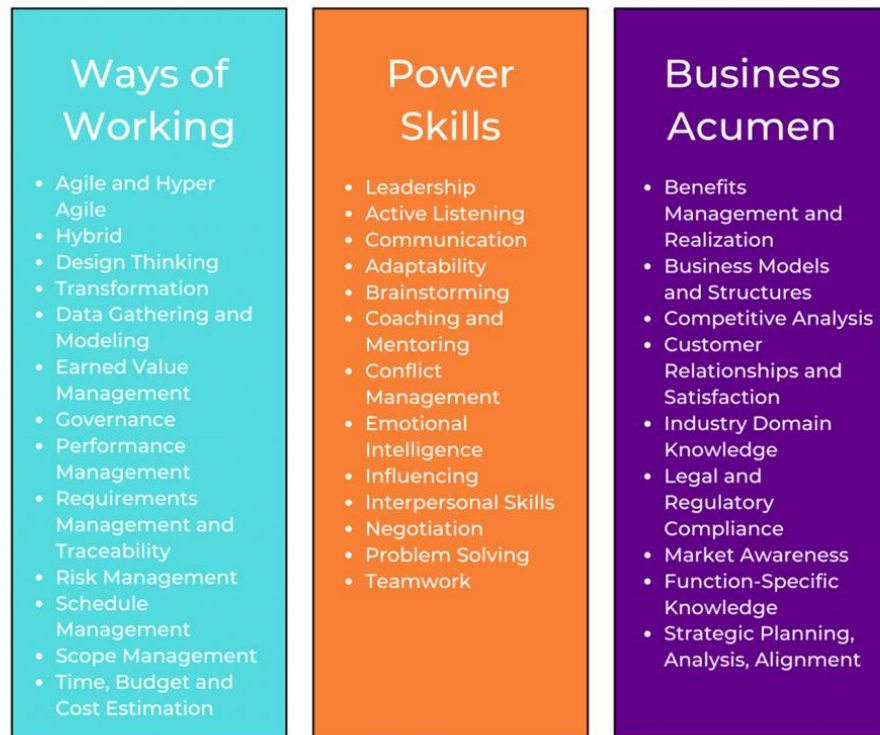 Ways of
Working
• Agile and Hyper
Agile
• Hybrid
• Design Thinking
• Transformation
• Data Gathering and
Modeling
• Earned Value
Management
• Governance
• Performance
Management
• Requirements
Management and
Traceability
• Risk Management
• Schedule
Management
• Scope Management
• Time, Budget and
Cost Estimation
Power
Skills
• Leadership
• Active Listening
• Communication
• Adaptability
• Brainstorming
• Coaching and
Mentoring
• Conflict
Management
• Emotional
Intelligence
• Influencing
• Interpersonal Skills
• Negotiation
• Problem Solving
• Teamwork
Business
Acumen
• Benefits
Management and
Realization
• Business Models
and Structures
• Competitive Analysis
• Customer
Relationships and
Satisfaction
• Industry Domain
Knowledge
• Legal and
Regulatory
Compliance
• Market Awareness
• Function-Specific
Knowledge
• Strategic Planning,
Analysis, Alignment